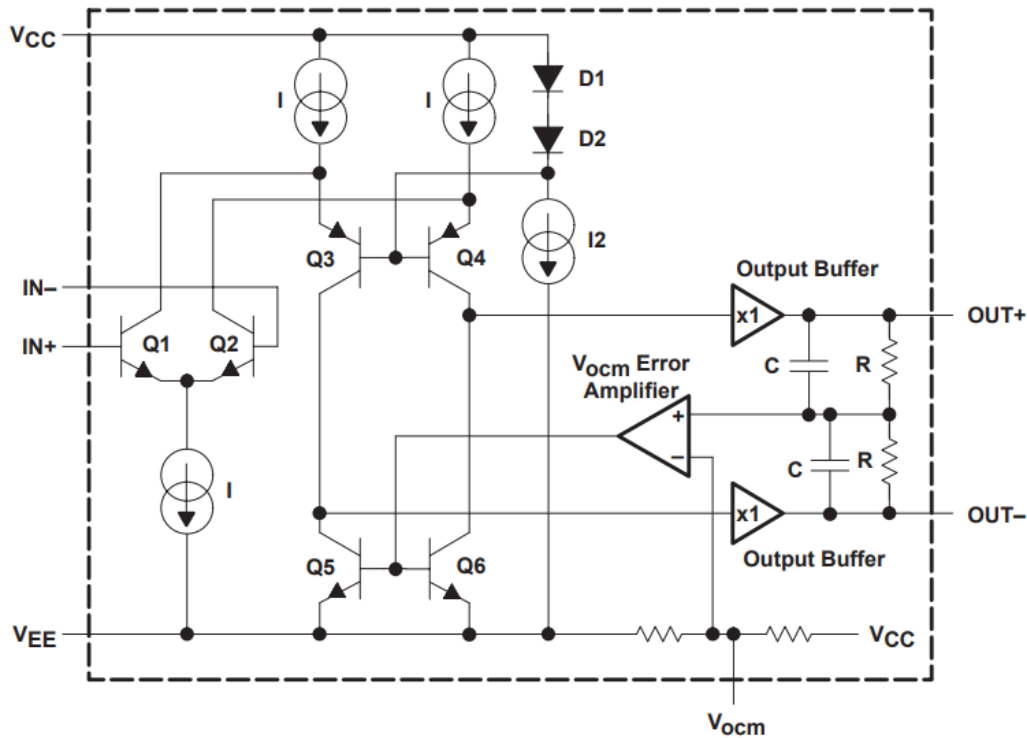 VCC
I
I
D1
D2
Q3
Q4
I2
Output Buffer
IN–
x1
OUT+
IN+
Q1
Q2
C
R
Vocm Error
Amplifier
+
–
C
R
I
x1
OUT–
Q5
Q6
Output Buffer
VEE
VCC
Vocm